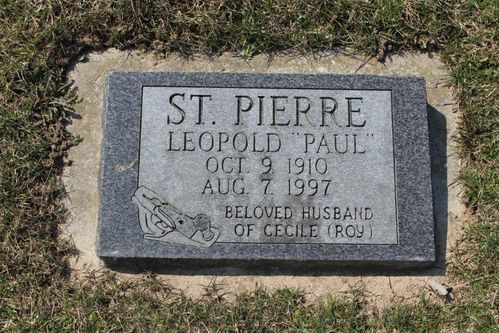 ST. PIERRE
LEOPOLD "PAUL"
OCT. 9. 1910
AUG. 7. 1997
BELOVED HUSBAND
OF CECILE (ROY)